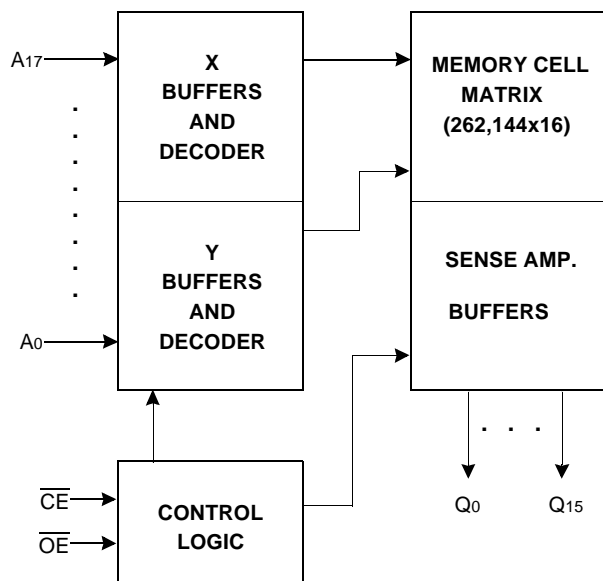 A17
X
BUFFERS
AND
DECODER
MEMORY CELL
MATRIX
(262,144x16)
Y
BUFFERS
AND
DECODER
A0
SENSE AMP.
BUFFERS
CE
OE
CONTROL
LOGIC
Q0
Q15